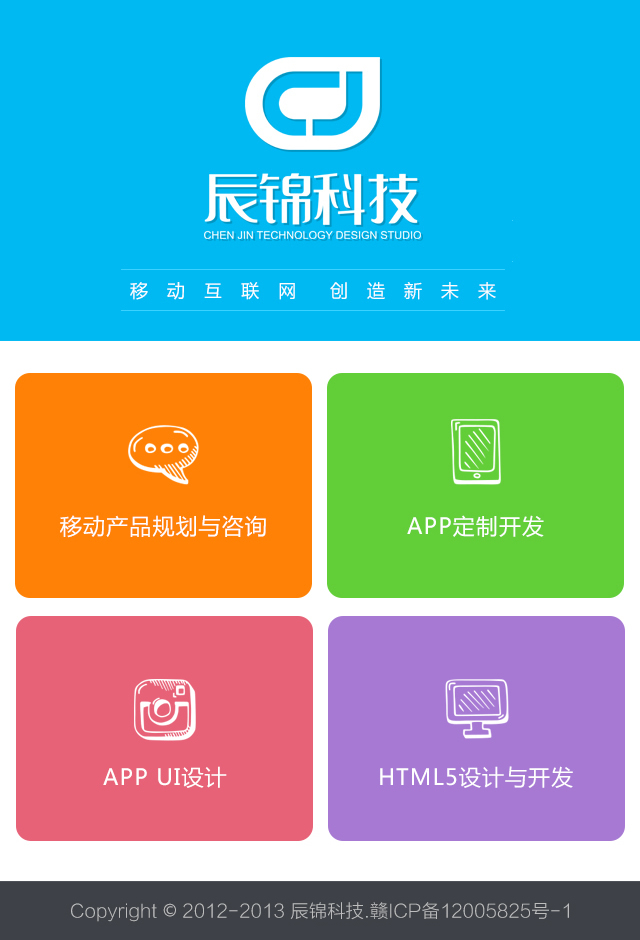 辰锦科技
CHEN JIN TECHNOLOGY DESIGN STUDIO
移动互联网 创造新未来
移动产品规划与咨询
APP定制开发
APP UI设计
HTML5设计与开发
Copyright © 2012-2013 辰锦科技.赣ICP备12005825号-1